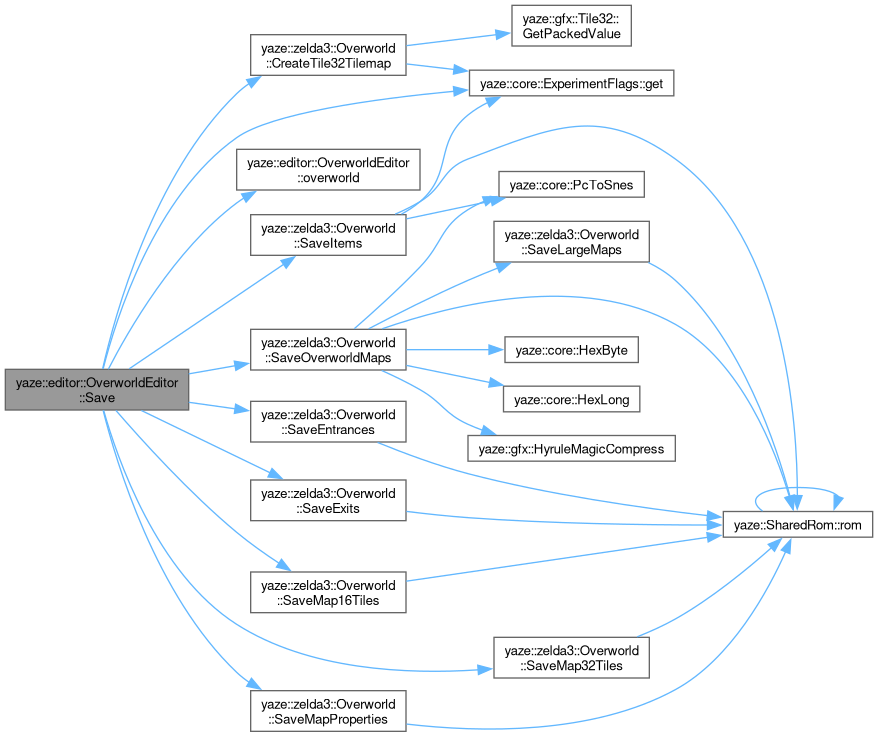 yaze::gfx::Tile32::
GetPackedValue
yaze::zelda3::Overworld
::CreateTile32Tilemap
yaze::core::ExperimentFlags::get
yaze::editor::OverworldEditor
::overworld
yaze::core::PcToSnes
yaze::zelda3::Overworld
::SaveItems
yaze::zelda3::Overworld
::SaveLargeMaps
yaze::zelda3::Overworld
::SaveOverworldMaps
yaze::core::HexByte
yaze::editor::OverworldEditor
::Save
yaze::core::HexLong
yaze::zelda3::Overworld
::SaveEntrances
yaze::gfx::HyruleMagicCompress
yaze::zelda3::Overworld
::SaveExits
yaze::SharedRom::rom
yaze::zelda3::Overworld
::SaveMap16Tiles
yaze::zelda3::Overworld
::SaveMap32Tiles
yaze::zelda3::Overworld
::SaveMapProperties